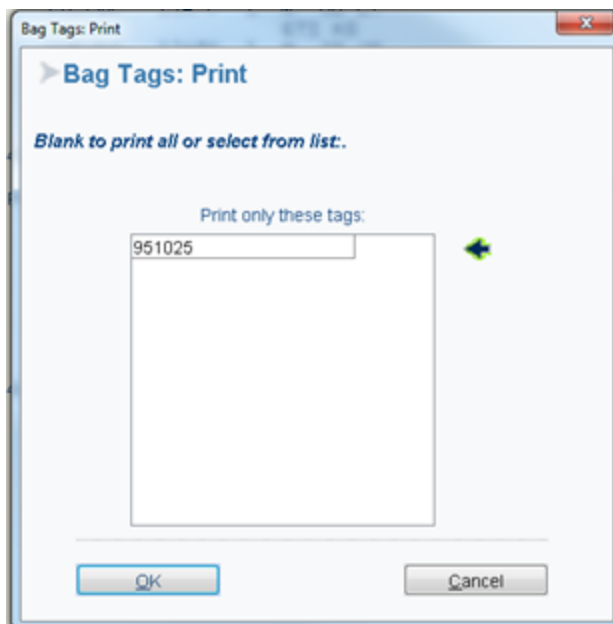 Bag Tags: Print
Bag Tags: Print
Blank to print all or select from list:.
Print only these tags:
951025
OK
Cancel